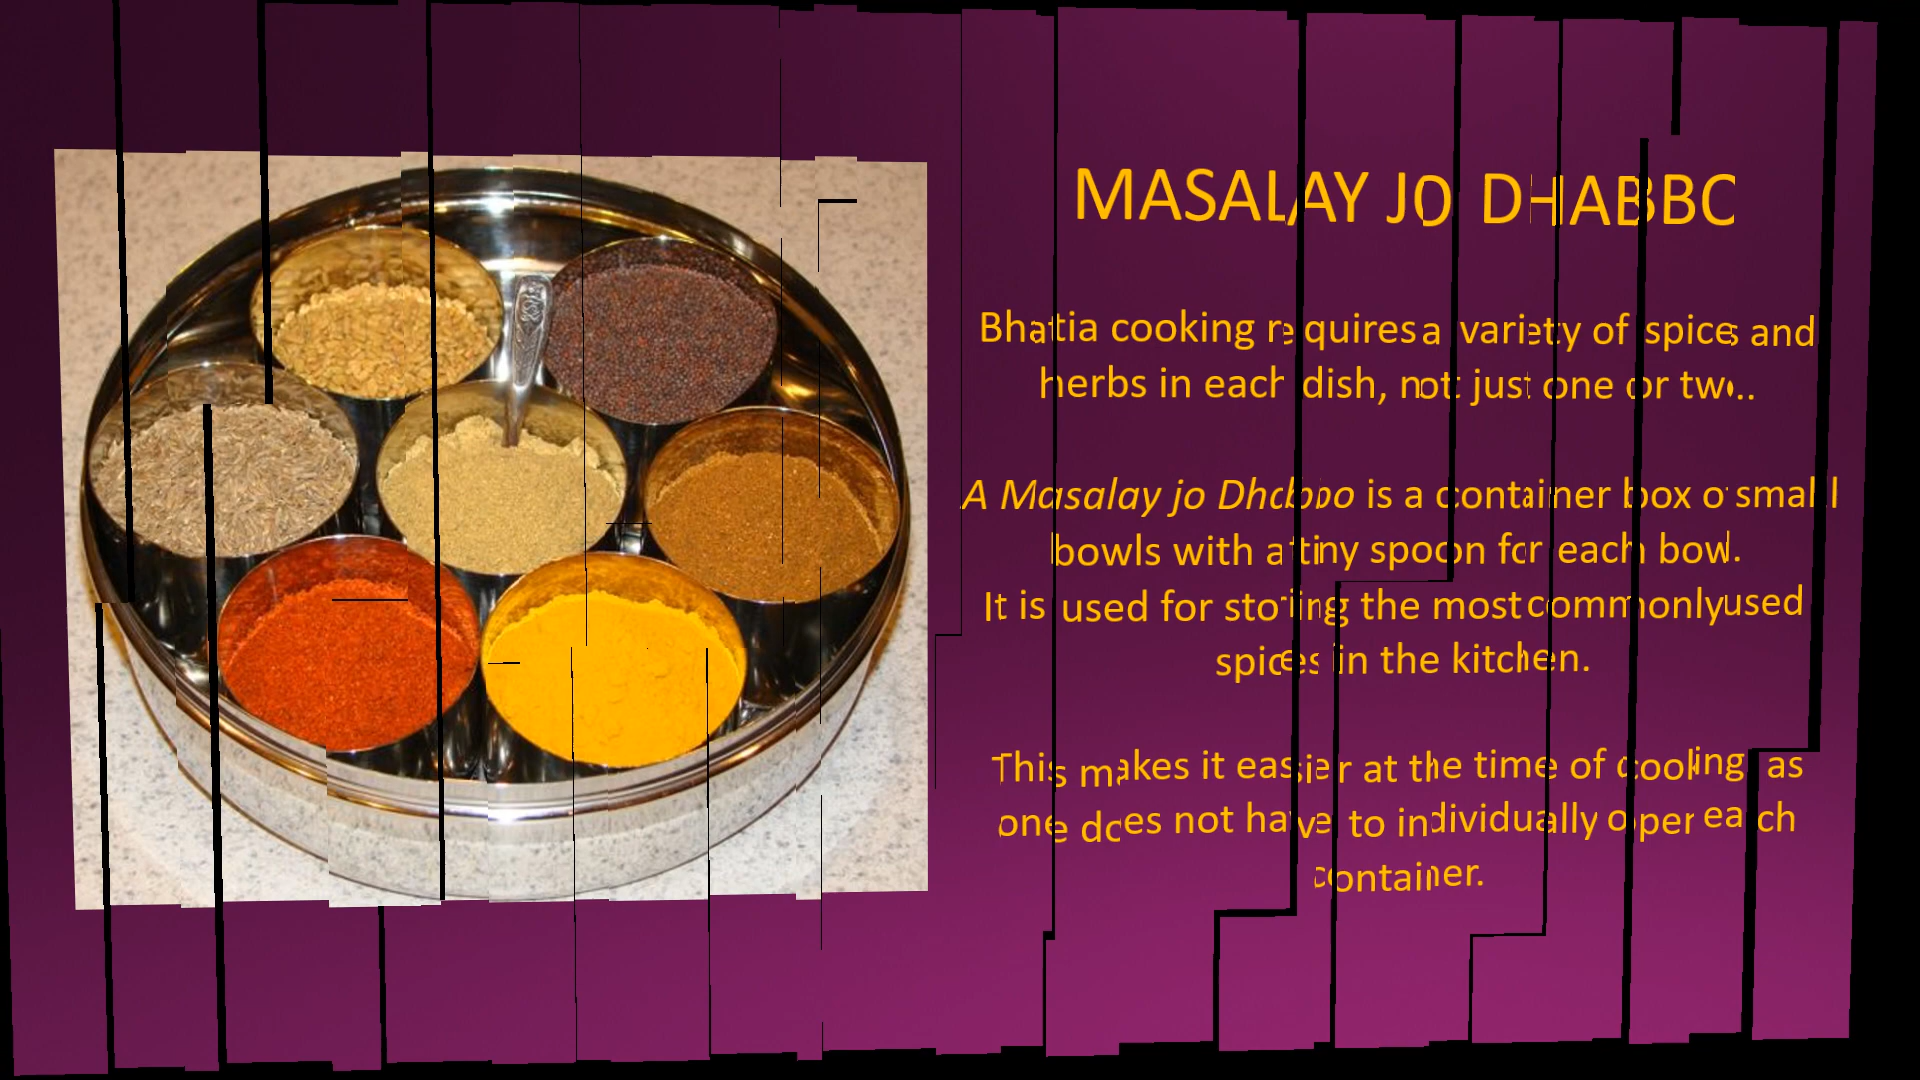 MASALAY JO DHABBO
Bhatia cooking requires a variety of spices and
herbs in each dish, not just one or two..
A Masalay jo Dhabbo is a container box of small
bowls with a tiny spoon for each bowl.
It is used for storing the most commonly used
spices in the kitchen.
This makes it easier at the time of cooking, as
one does not have to individually open each
container.